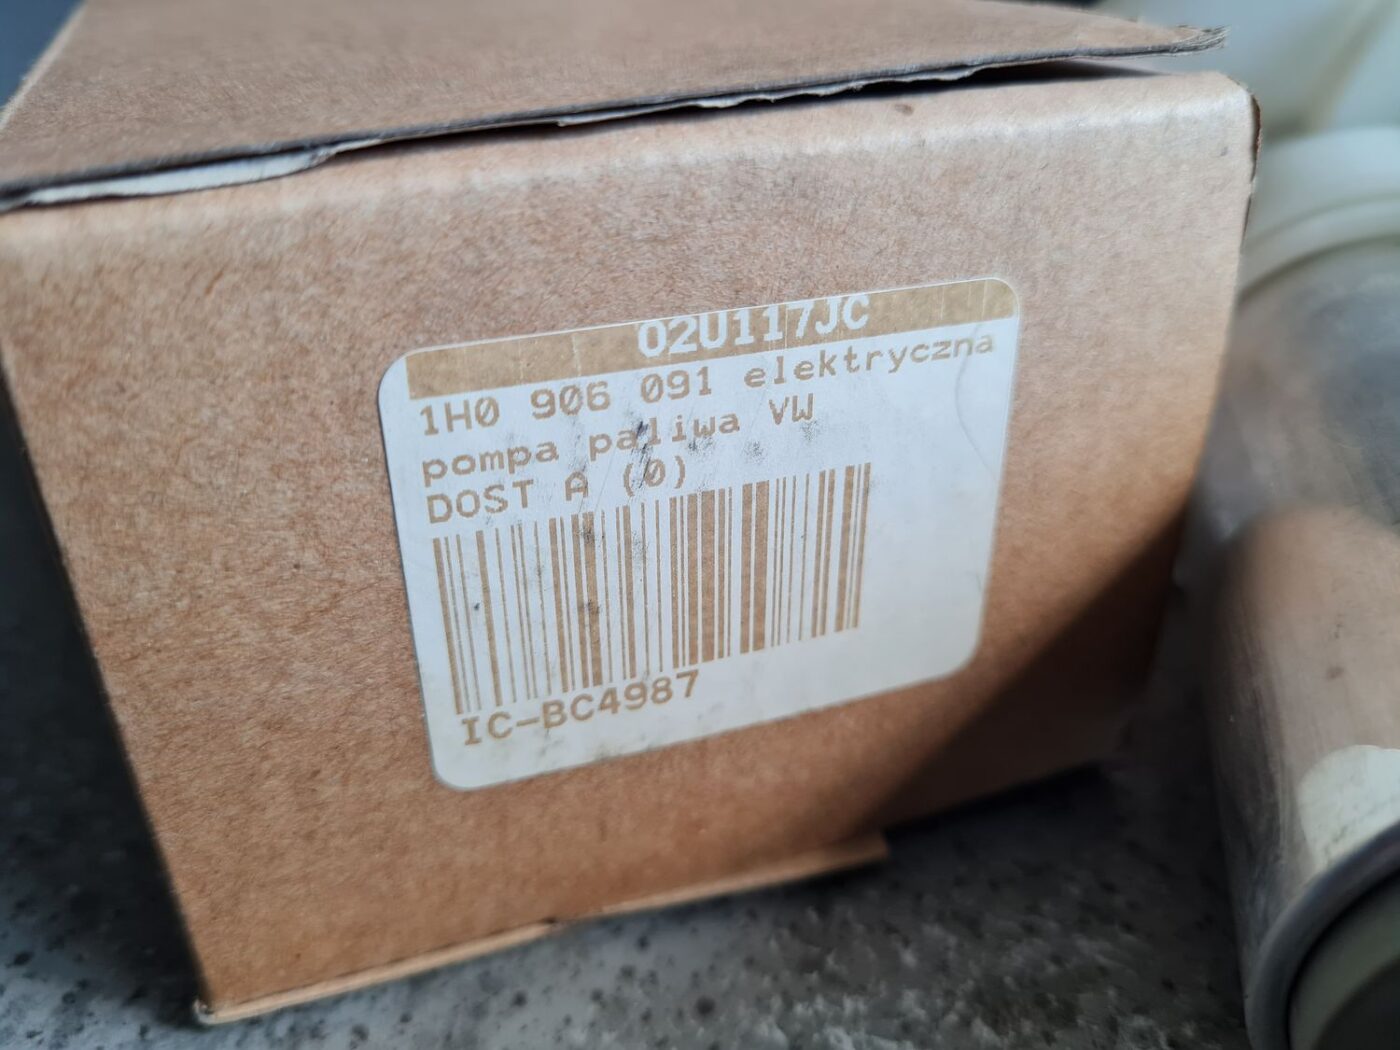 02U117JC
1H0 906 091 elektryczna
pompa paliwa VW
DOST A (0)
IC-BC4987